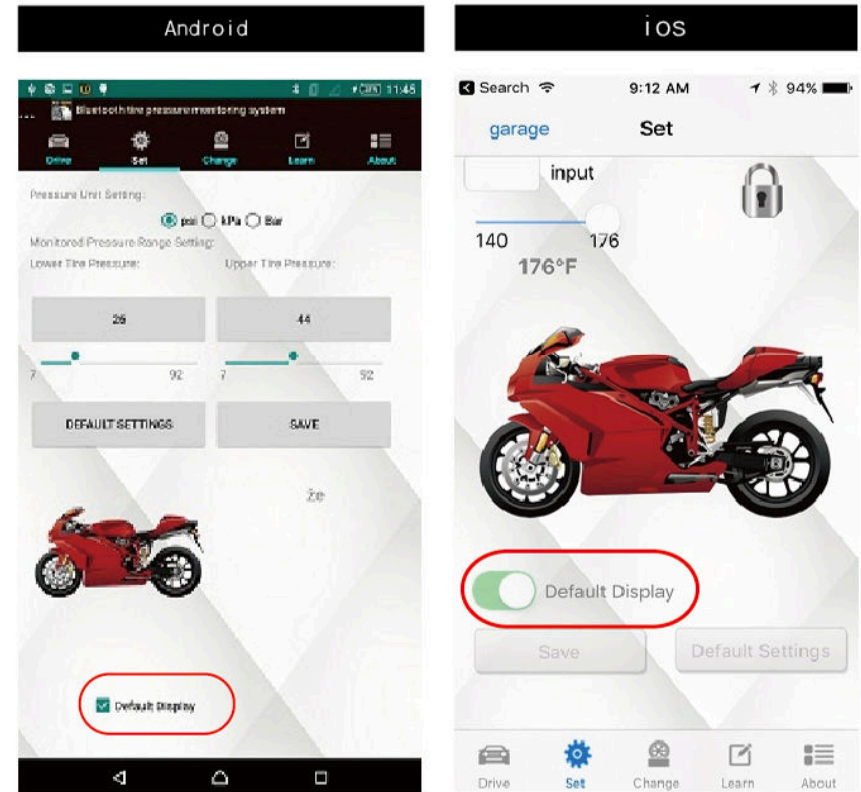 Android
11:45
Bluetooth tire pressure monitoring system
Drive Set Change Learn About
Pressure Unit Setting:
psi kPa Bar
Monitored Pressure Range Setting:
Lower Tire Pressure: Upper Tire Pressure:
26 44
7 92 7 92
DEFAULT SETTINGS SAVE
že
Default Display
ios
Search 9:12 AM 94%
garage Set
input
140 176
176°F
Default Display
Save Default Settings
Drive Set Change Learn About